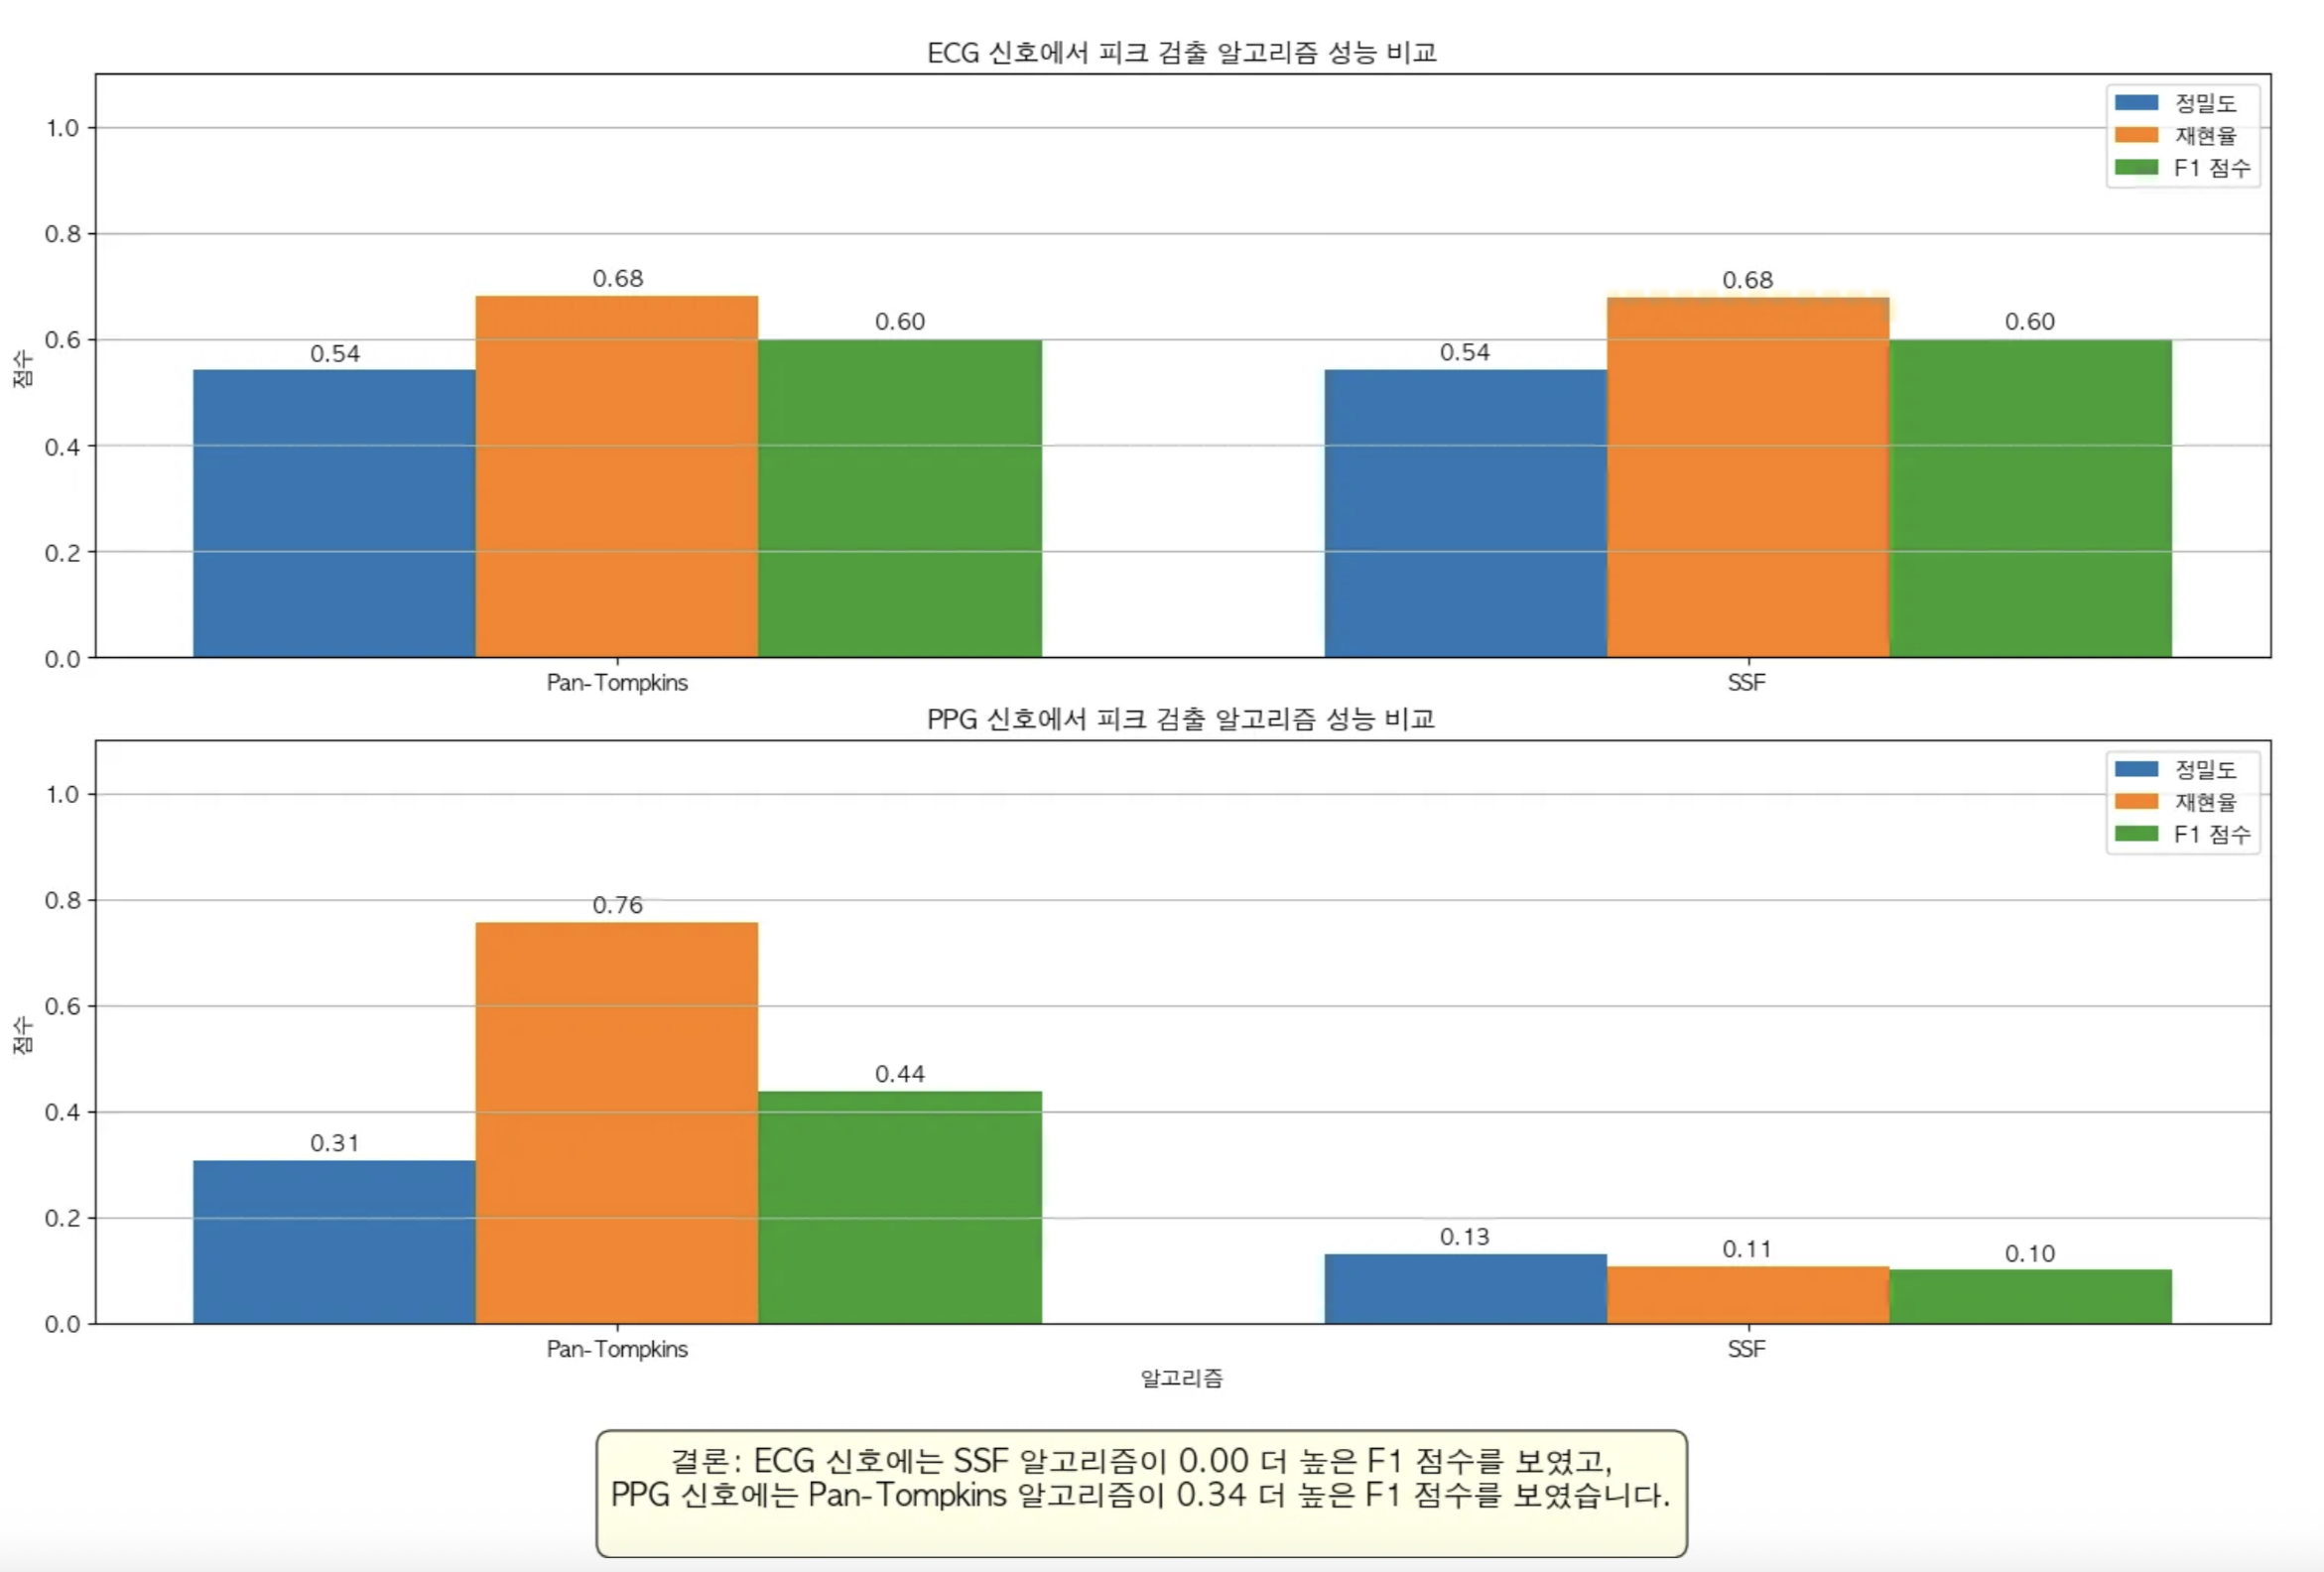 ECG 신호에서 피크 검출 알고리즘 성능 비교
정밀도
재현율
F1 점수
1.0
0.8
0.6
0.4
0.2
0.0
점수
0.54
0.68
0.60
0.54
0.68
0.60
Pan-Tompkins
SSF
PPG 신호에서 피크 검출 알고리즘 성능 비교
정밀도
재현율
F1 점수
1.0
0.8
0.6
0.4
0.2
0.0
점수
0.31
0.76
0.44
0.13
0.11
0.10
Pan-Tompkins
SSF
알고리즘
결론: ECG 신호에는 SSF 알고리즘이 0.00 더 높은 F1 점수를 보였고,
PPG 신호에는 Pan-Tompkins 알고리즘이 0.34 더 높은 F1 점수를 보였습니다.